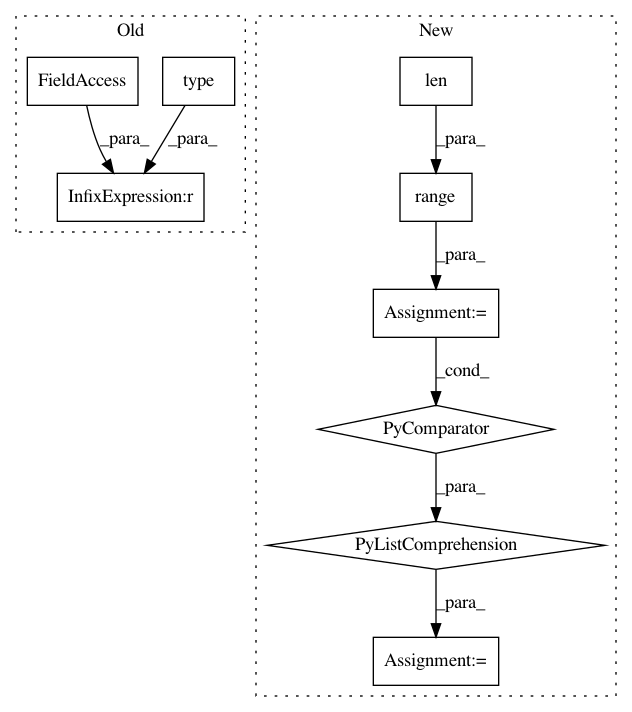 Old
New
FieldAccess
type
len
_para_
_para_
_para_
InfixExpression:r
range
_para_
Assignment:=
_cond_
PyComparator
_para_
PyListComprehension
_para_
Assignment:=